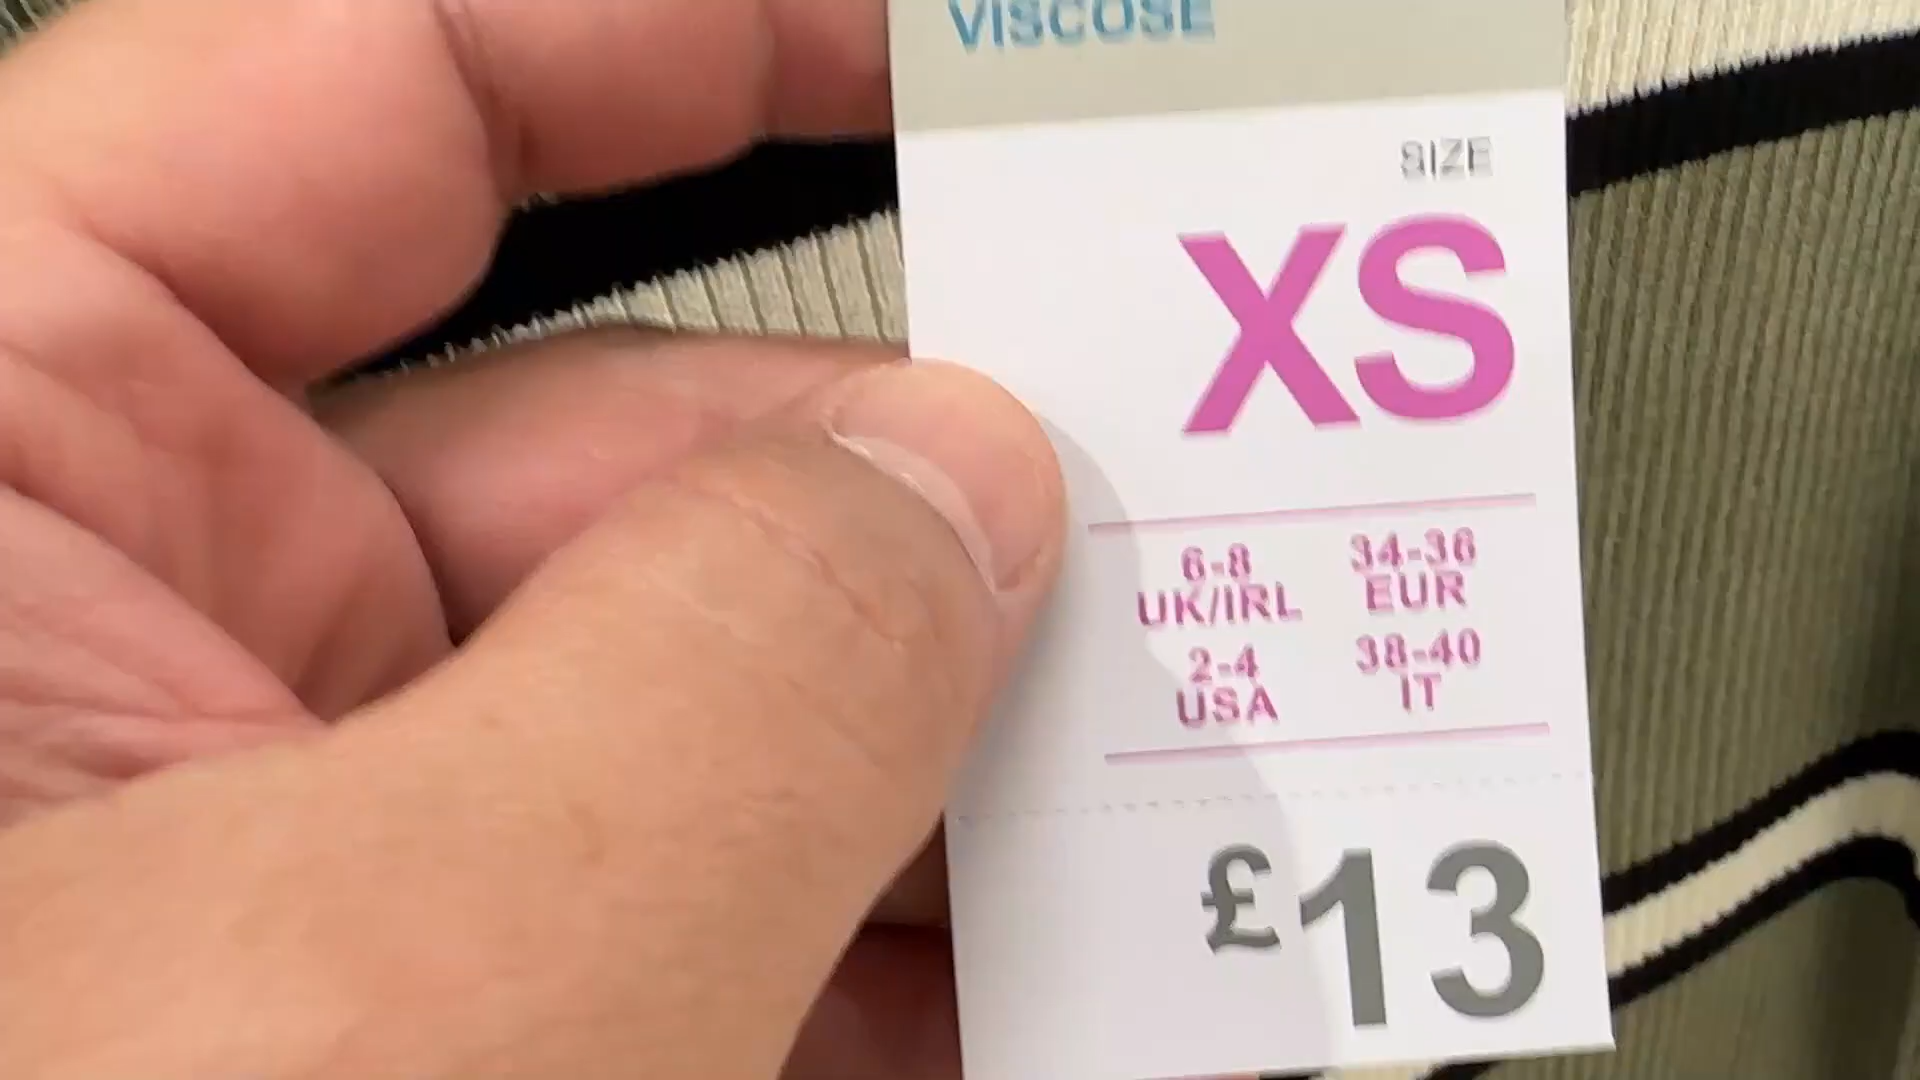 VISCOSE
SIZE
XS
6-8 34-36
UK/IRL EUR
2-4 38-40
USA IT
£13